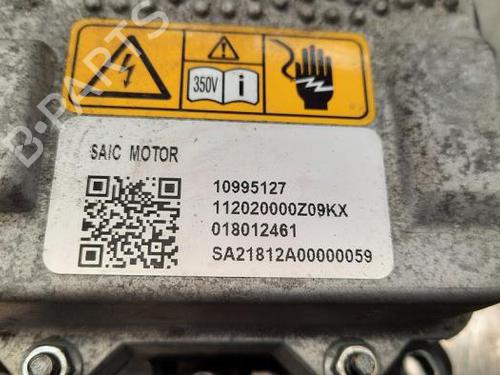 B-PARTS
350V
i
SAIC MOTOR
10995127
112020000Z09KX
018012461
SA21812A00000059